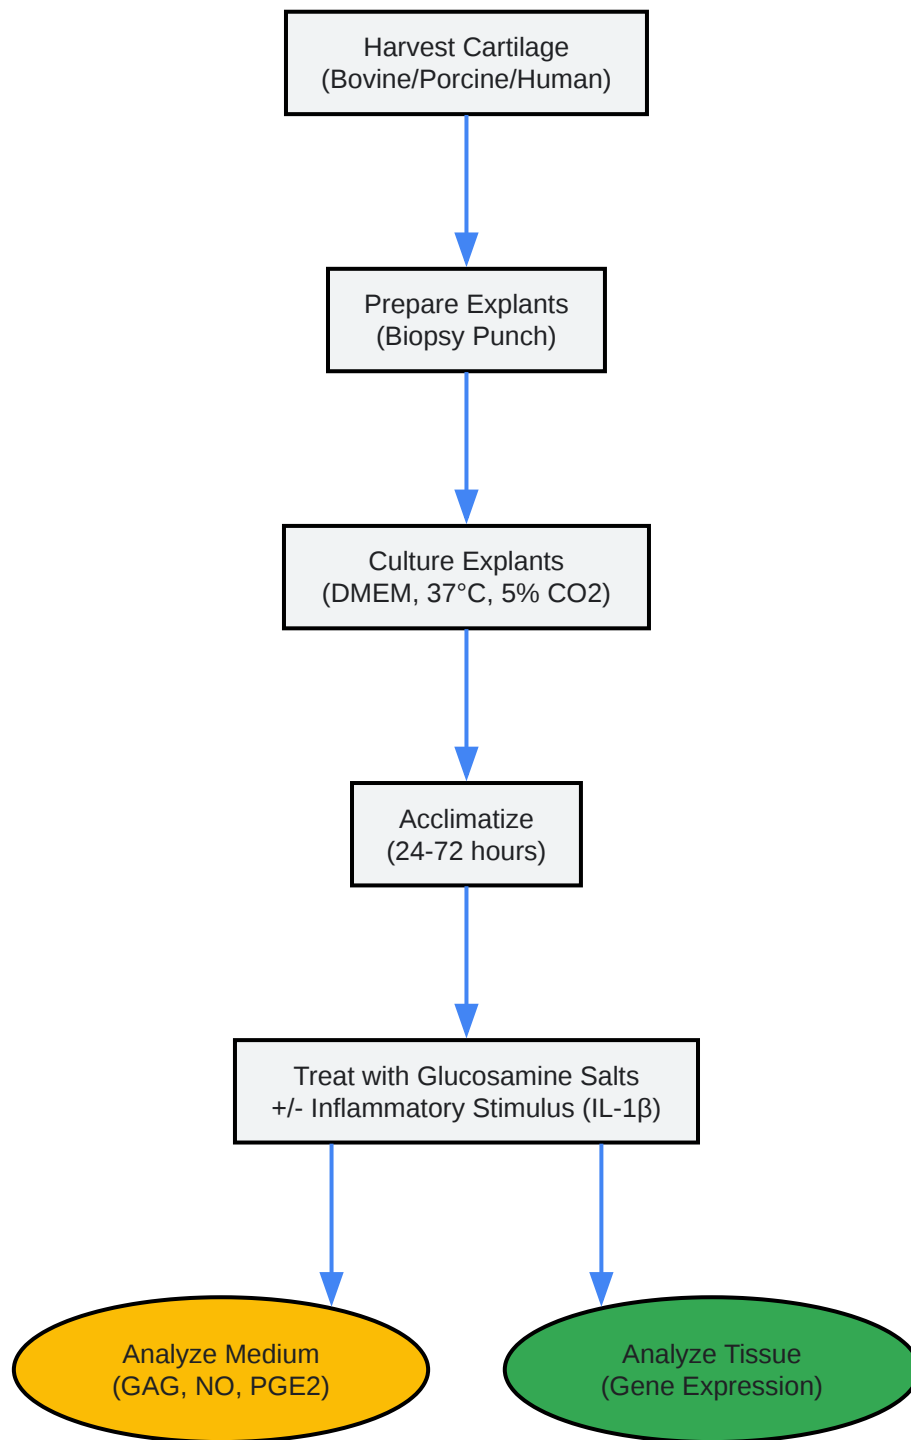 Harvest Cartilage
(Bovine/Porcine/Human)
Prepare Explants
(Biopsy Punch)
Culture Explants
(DMEM, 37°C, 5% CO2)
Acclimatize
(24-72 hours)
Treat with Glucosamine Salts
+/- Inflammatory Stimulus (IL-1β)
Analyze Medium
(GAG, NO, PGE2)
Analyze Tissue
(Gene Expression)